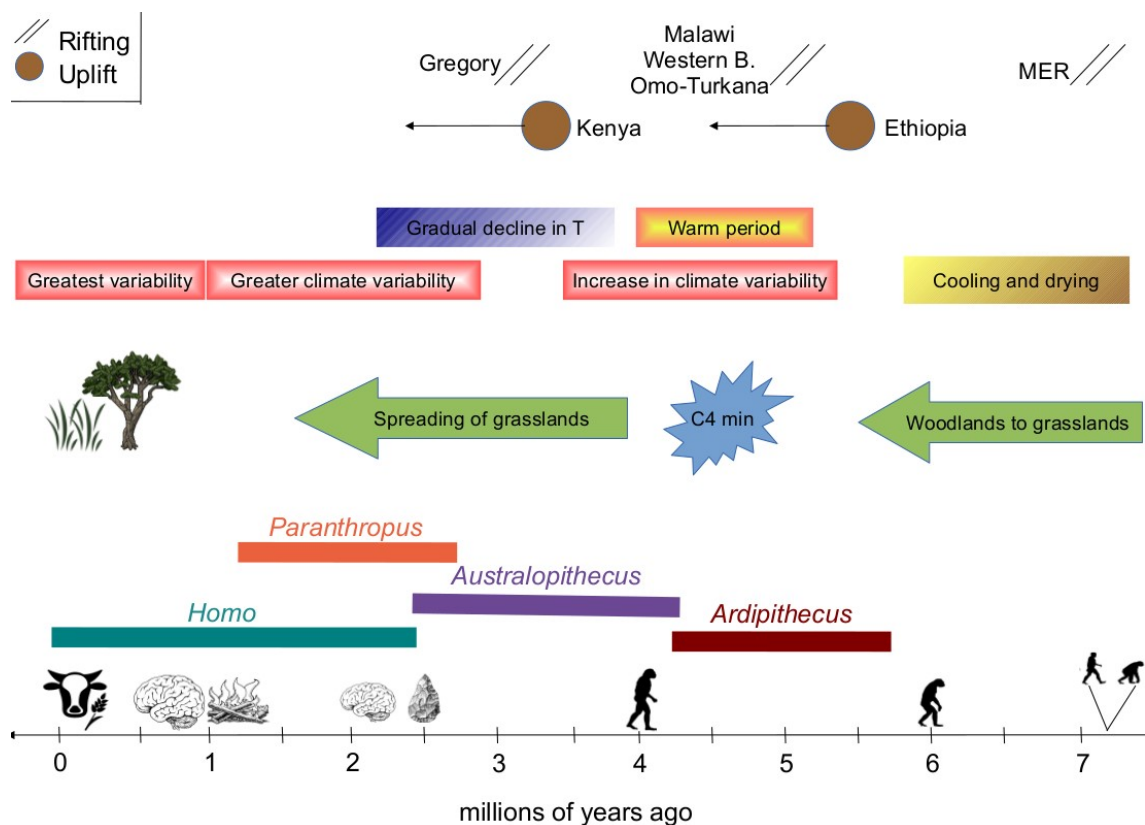 Rifting
Uplift
Gregory
Malawi
Western B.
Omo-Turkana
MER
Kenya
Ethiopia
Gradual decline in T
Warm period
Greatest variability
Greater climate variability
Increase in climate variability
Cooling and drying
Spreading of grasslands
C4 min
Woodlands to grasslands
Paranthropus
Australopithecus
Homo
Ardipithecus
0 1 2 3 4 5 6 7
millions of years ago